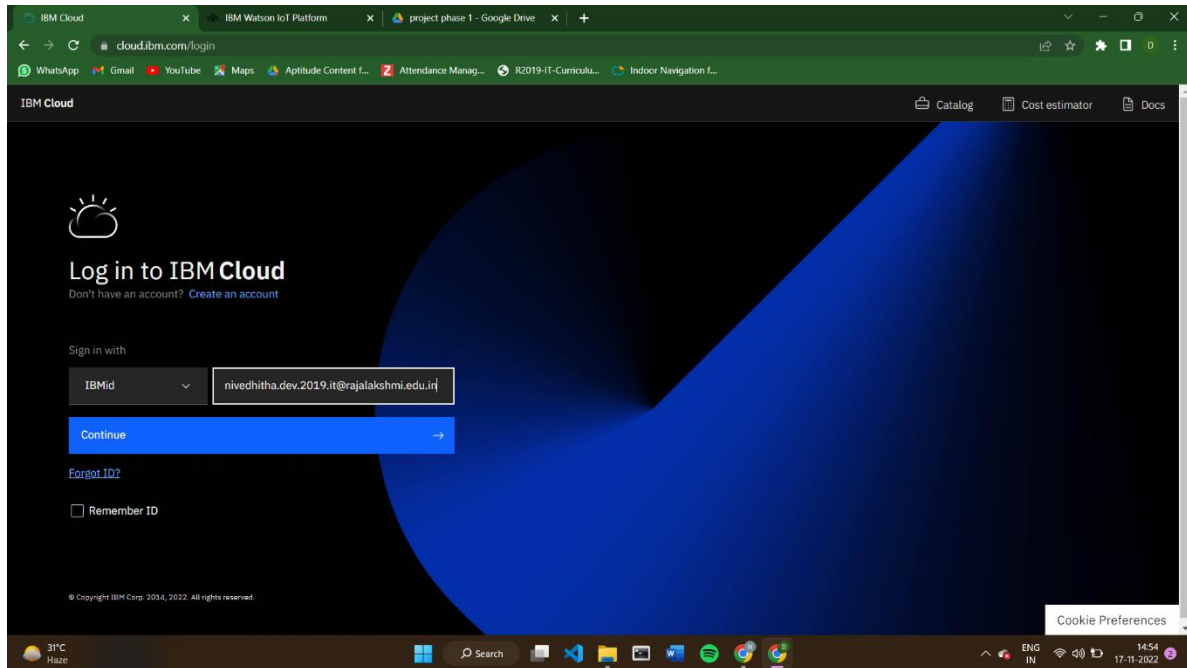 IBM Cloud
IBM Watson IoT Platform
project phase 1 - Google Drive
cloud.ibm.com/login
D
WhatsApp
Gmail
YouTube
Maps
Aptitude Content f...
Attendance Manag...
R2019-IT-Curriculu...
Indoor Navigation f...
IBM Cloud
Catalog
Cost estimator
Docs
Log in to IBM Cloud
Don't have an account? Create an account
Sign in with
IBMid
nivedhitha.dev.2019.it@rajalakshmi.edu.in
Continue
Forgot ID?
Remember ID
© Copyright IBM Corp. 2014, 2022. All rights reserved.
Cookie Preferences
31°C
Haze
Search
ENG
IN
14:54
17-11-2022
2